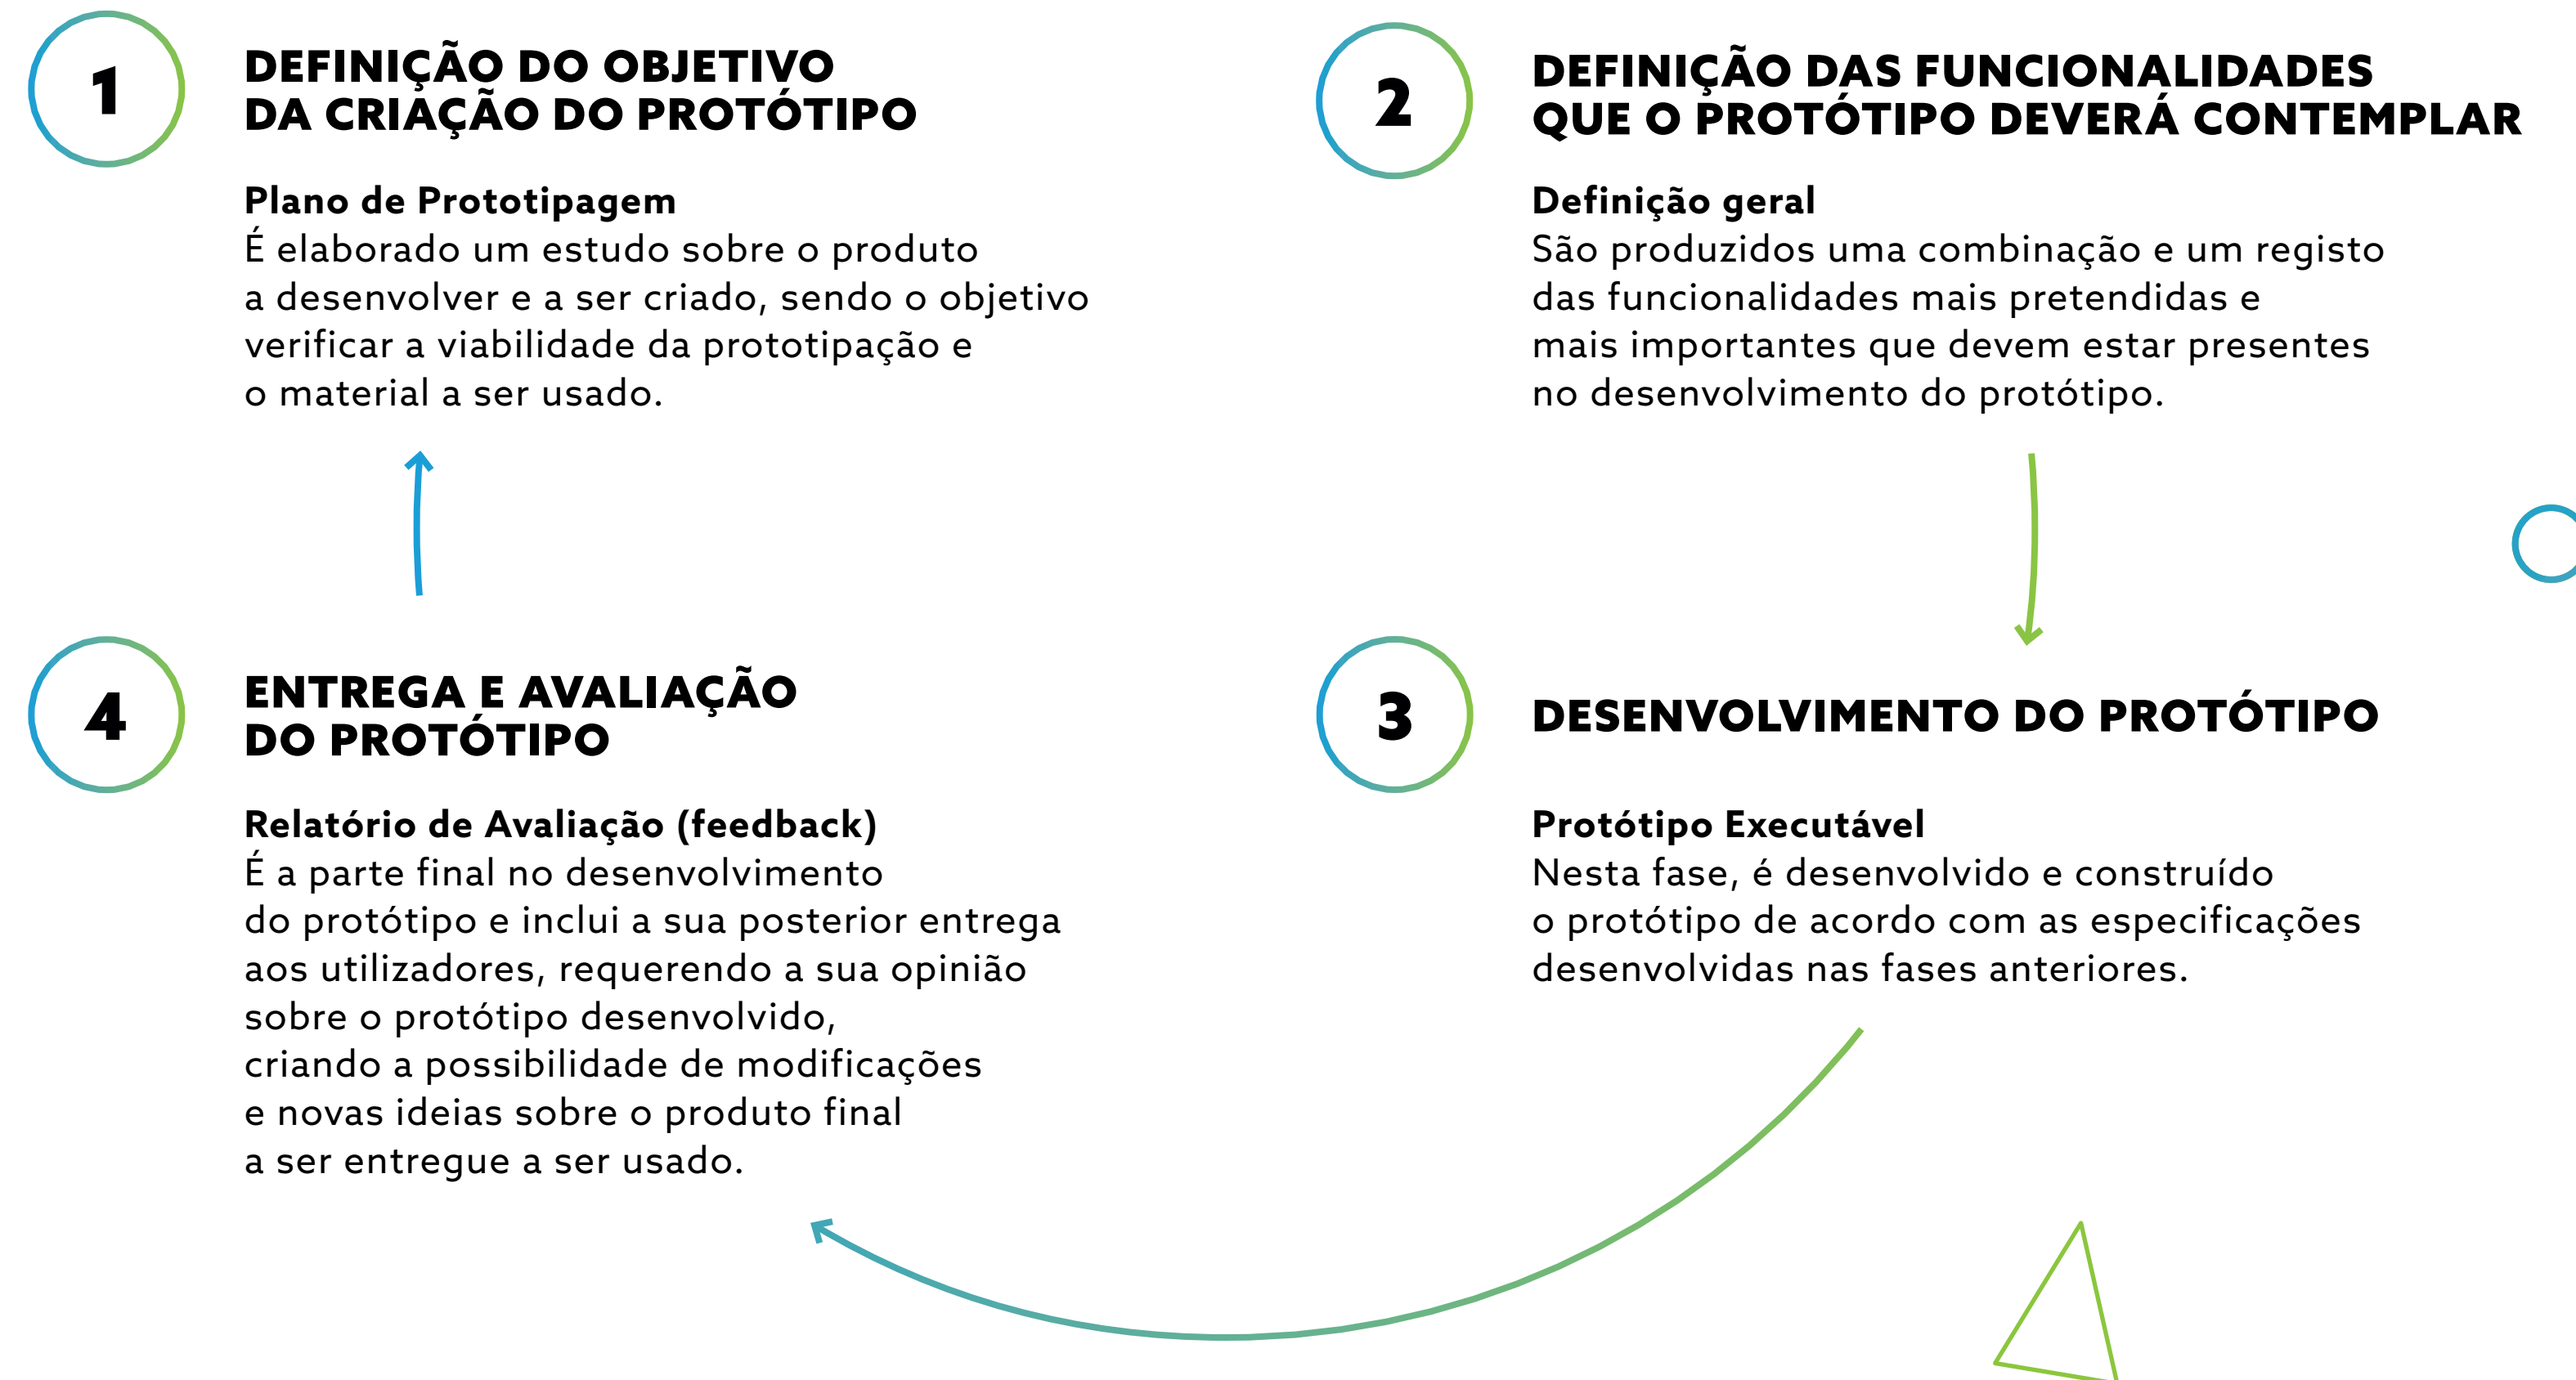 1
DEFINIÇÃO DO OBJETIVO
DA CRIAÇÃO DO PROTÓTIPO
Plano de Prototipagem
É elaborado um estudo sobre o produto
a desenvolver e a ser criado, sendo o objetivo
verificar a viabilidade da prototipação e
o material a ser usado.
2
DEFINIÇÃO DAS FUNCIONALIDADES
QUE O PROTÓTIPO DEVERÁ CONTEMPLAR
Definição geral
São produzidos uma combinação e um registo
das funcionalidades mais pretendidas e
mais importantes que devem estar presentes
no desenvolvimento do protótipo.
3
DESENVOLVIMENTO DO PROTÓTIPO
Protótipo Executável
Nesta fase, é desenvolvido e construído
o protótipo de acordo com as especificações
desenvolvidas nas fases anteriores.
4
ENTREGA E AVALIAÇÃO
DO PROTÓTIPO
Relatório de Avaliação (feedback)
É a parte final no desenvolvimento
do protótipo e inclui a sua posterior entrega
aos utilizadores, requerendo a sua opinião
sobre o protótipo desenvolvido,
criando a possibilidade de modificações
e novas ideias sobre o produto final
a ser entregue a ser usado.